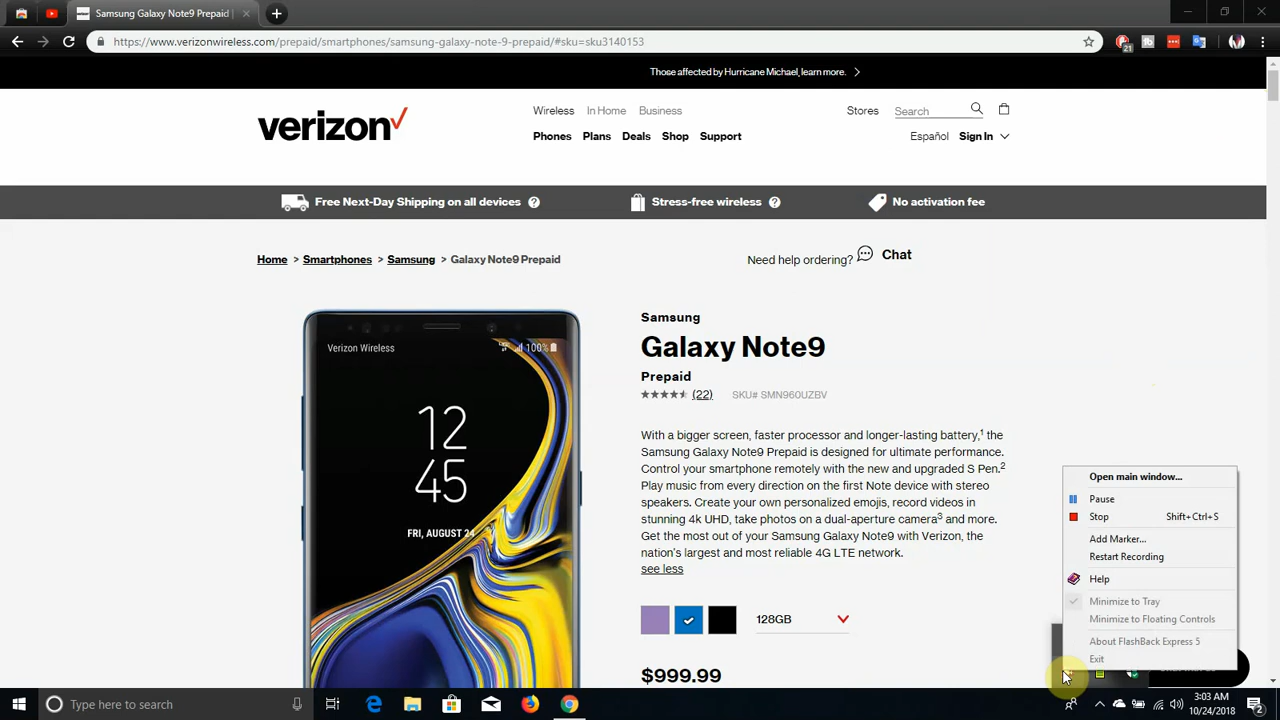 Samsung Galaxy Note9 Prepaid |
https://www.verizonwireless.com/prepaid/smartphones/samsung-galaxy-note-9-prepaid/#sku=sku3140153
21
Those affected by Hurricane Michael, learn more.
verizon
Wireless In Home Business
Stores Search
Phones Plans Deals Shop Support
Español Sign In
Free Next-Day Shipping on all devices ?
Stress-free wireless ?
No activation fee
Home > Smartphones > Samsung > Galaxy Note9 Prepaid
Need help ordering? Chat
Samsung
Galaxy Note9
Prepaid
(22) SKU# SMN960UZBV
With a bigger screen, faster processor and longer-lasting battery,1 the
Samsung Galaxy Note9 Prepaid is designed for ultimate performance.
Control your smartphone remotely with the new and upgraded S Pen.2
Play music from every direction on the first Note device with stereo
speakers. Create your own personalized emojis, record videos in
stunning 4k UHD, take photos on a dual-aperture camera3 and more.
Get the most out of your Samsung Galaxy Note9 with Verizon, the
nation's largest and most reliable 4G LTE network.
see less
128GB
$999.99
Verizon Wireless
100%
12
45
FRI, AUGUST 24
Open main window...
Pause
Stop Shift+Ctrl+S
Add Marker...
Restart Recording
Help
Minimize to Tray
Minimize to Floating Controls
About FlashBack Express 5
Exit
Type here to search
3:03 AM
10/24/2018
2